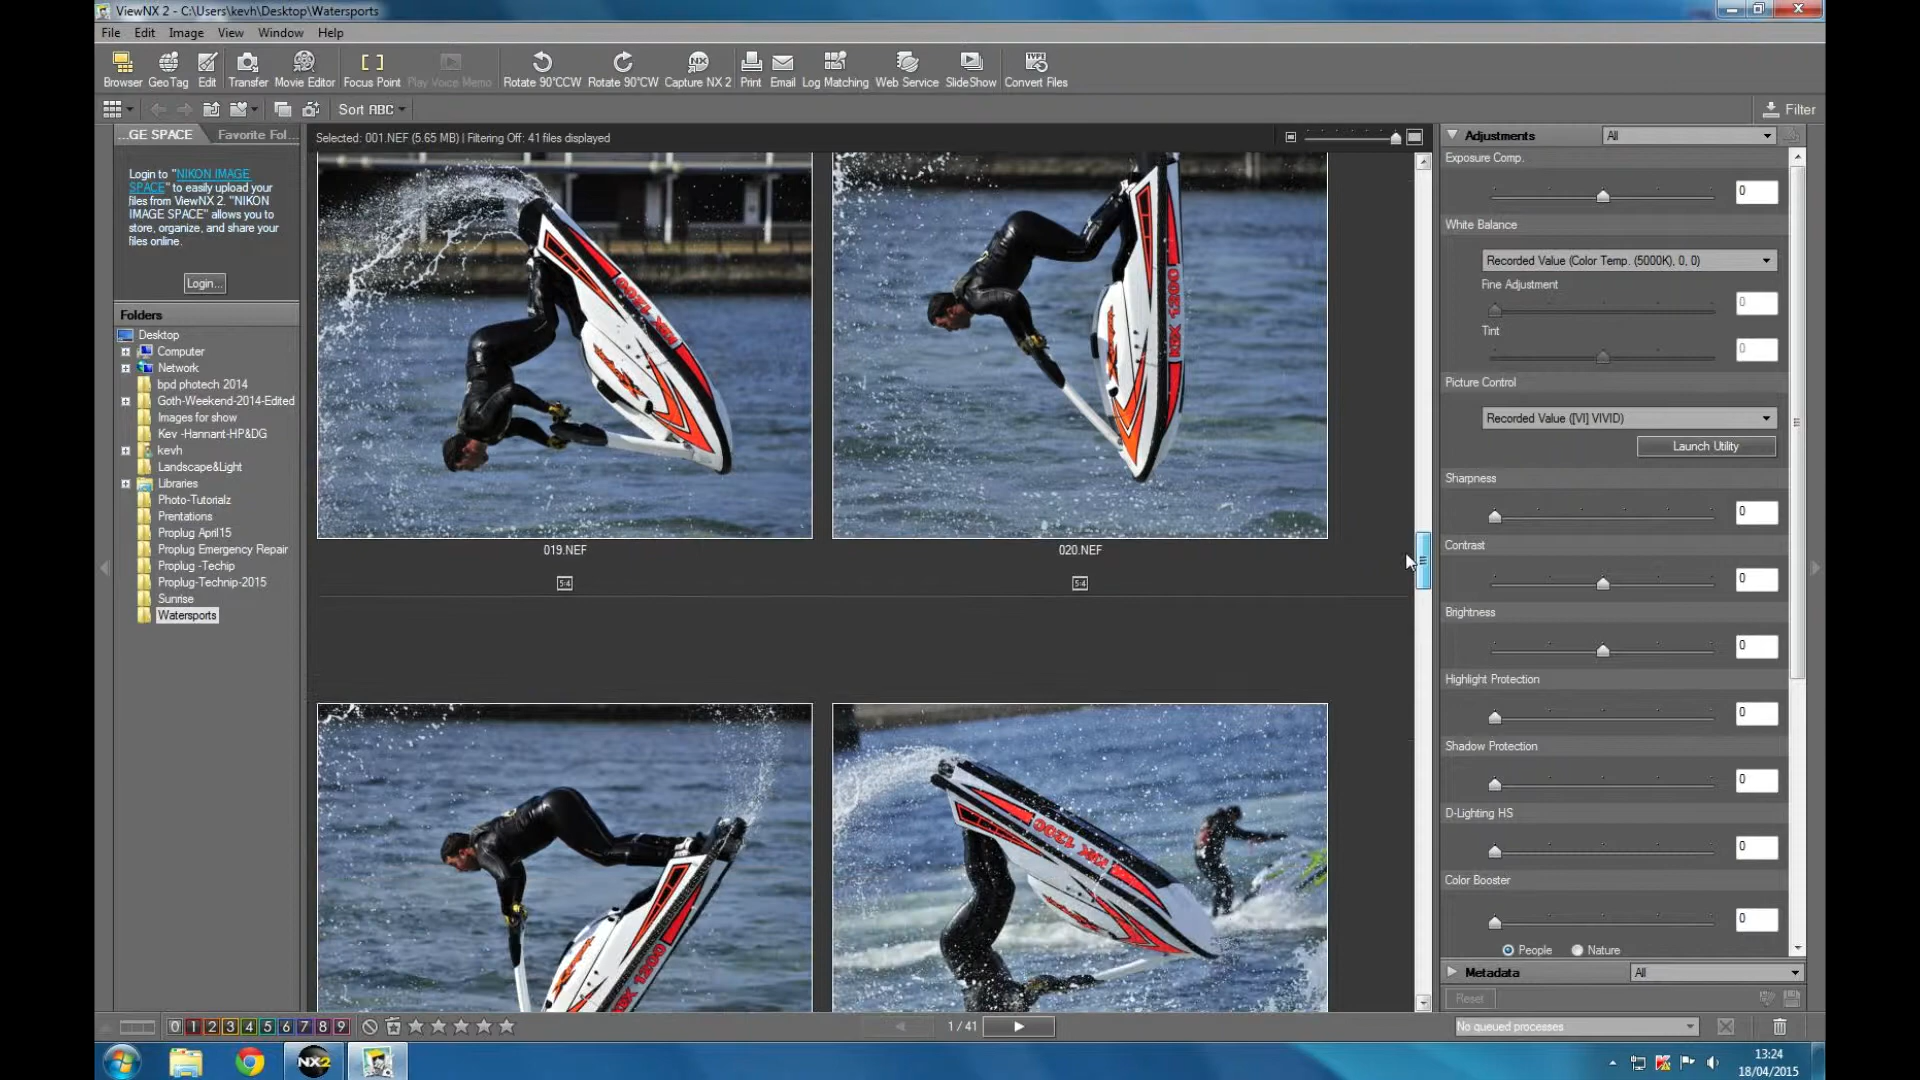 ViewNX 2 - C:\Users\kevh\Desktop\Watersports
File Edit Image View Window Help
Browser GeoTag Edit Transfer Movie Editor Focus Point Play Voice Memo Rotate 90°CCW Rotate 90°CW Capture NX 2 Print Email Log Matching Web Service SlideShow Convert Files
Sort ABC
Filter
...GE SPACE Favorite Fol...
Selected: 001.NEF (5.65 MB) | Filtering Off: 41 files displayed
Login to "NIKON IMAGE
SPACE" to easily upload your
files from ViewNX 2. "NIKON
IMAGE SPACE" allows you to
store, organize, and share your
files online.
Login...
Folders
Desktop
Computer
Network
bpd photech 2014
Goth-Weekend-2014-Edited
Images for show
Kev -Hannant-HP&DG
kevh
Landscape&Light
Libraries
Photo-Tutorialz
Prentations
Proplug April15
Proplug Emergency Repair
Proplug -Techip
Proplug-Technip-2015
Sunrise
Watersports
019.NEF
020.NEF
5:4
5:4
Adjustments All
Exposure Comp.
0
White Balance
Recorded Value (Color Temp. (5000K), 0, 0)
Fine Adjustment
0
Tint
0
Picture Control
Recorded Value ([VI] VIVID)
Launch Utility
Sharpness
0
Contrast
0
Brightness
0
Highlight Protection
0
Shadow Protection
0
D-Lighting HS
0
Color Booster
0
People Nature
Metadata All
Reset
0 1 2 3 4 5 6 7 8 9
1 / 41
No queued processes
NX2
13:24
18/04/2015